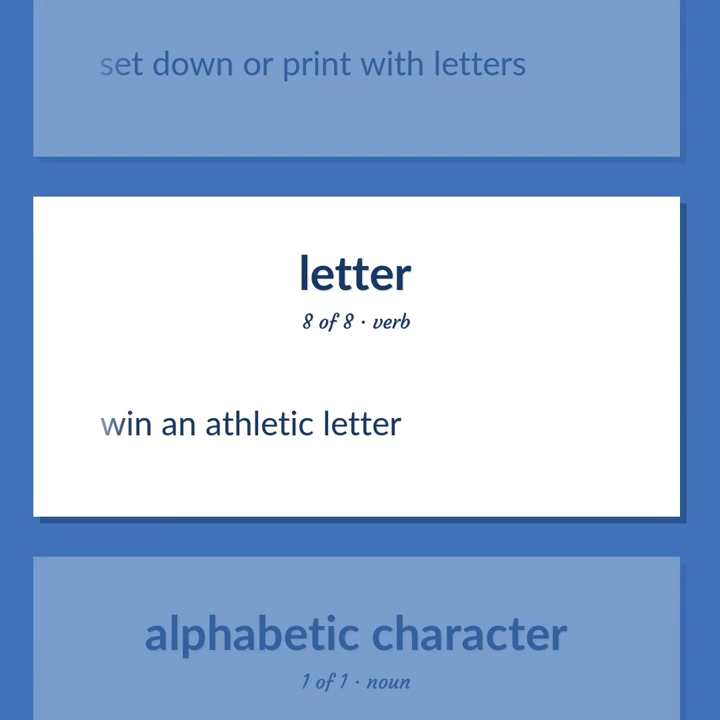 set down or print with letters
letter
8 of 8 · verb
win an athletic letter
alphabetic character
1 of 1 · noun